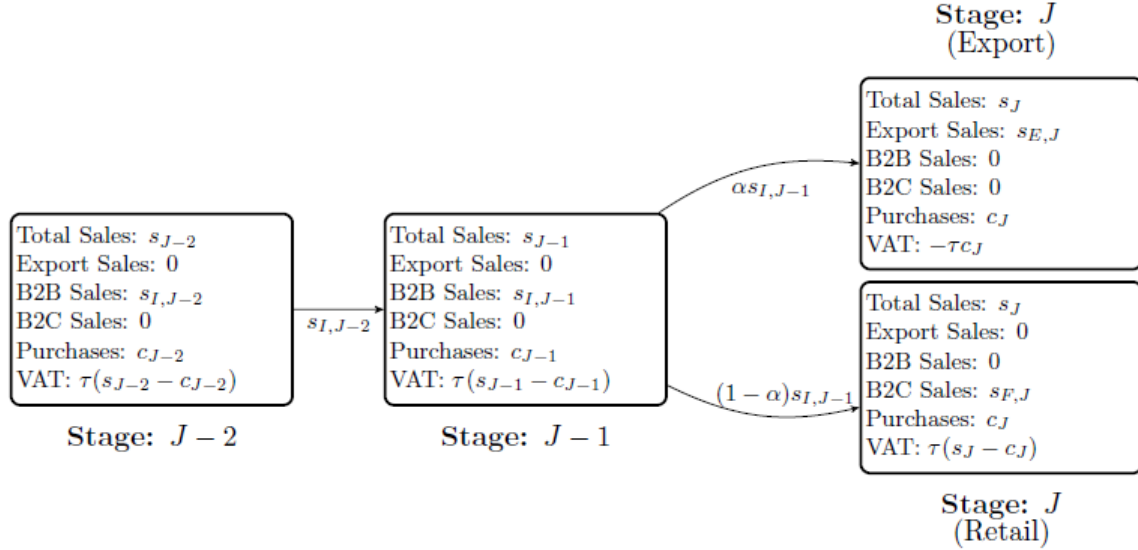 Stage: J
(Export)
Total Sales: s_J
Export Sales: s_{E,J}
B2B Sales: 0
B2C Sales: 0
Purchases: c_J
VAT: −τc_J
αs_{I,J−1}
Total Sales: s_{J−2}
Export Sales: 0
B2B Sales: s_{I,J−2}
B2C Sales: 0
Purchases: c_{J−2}
VAT: τ(s_{J−2} − c_{J−2})
Stage: J − 2
s_{I,J−2}
Total Sales: s_{J−1}
Export Sales: 0
B2B Sales: s_{I,J−1}
B2C Sales: 0
Purchases: c_{J−1}
VAT: τ(s_{J−1} − c_{J−1})
Stage: J − 1
(1 − α)s_{I,J−1}
Total Sales: s_J
Export Sales: 0
B2B Sales: 0
B2C Sales: s_{F,J}
Purchases: c_J
VAT: τ(s_J − c_J)
Stage: J
(Retail)